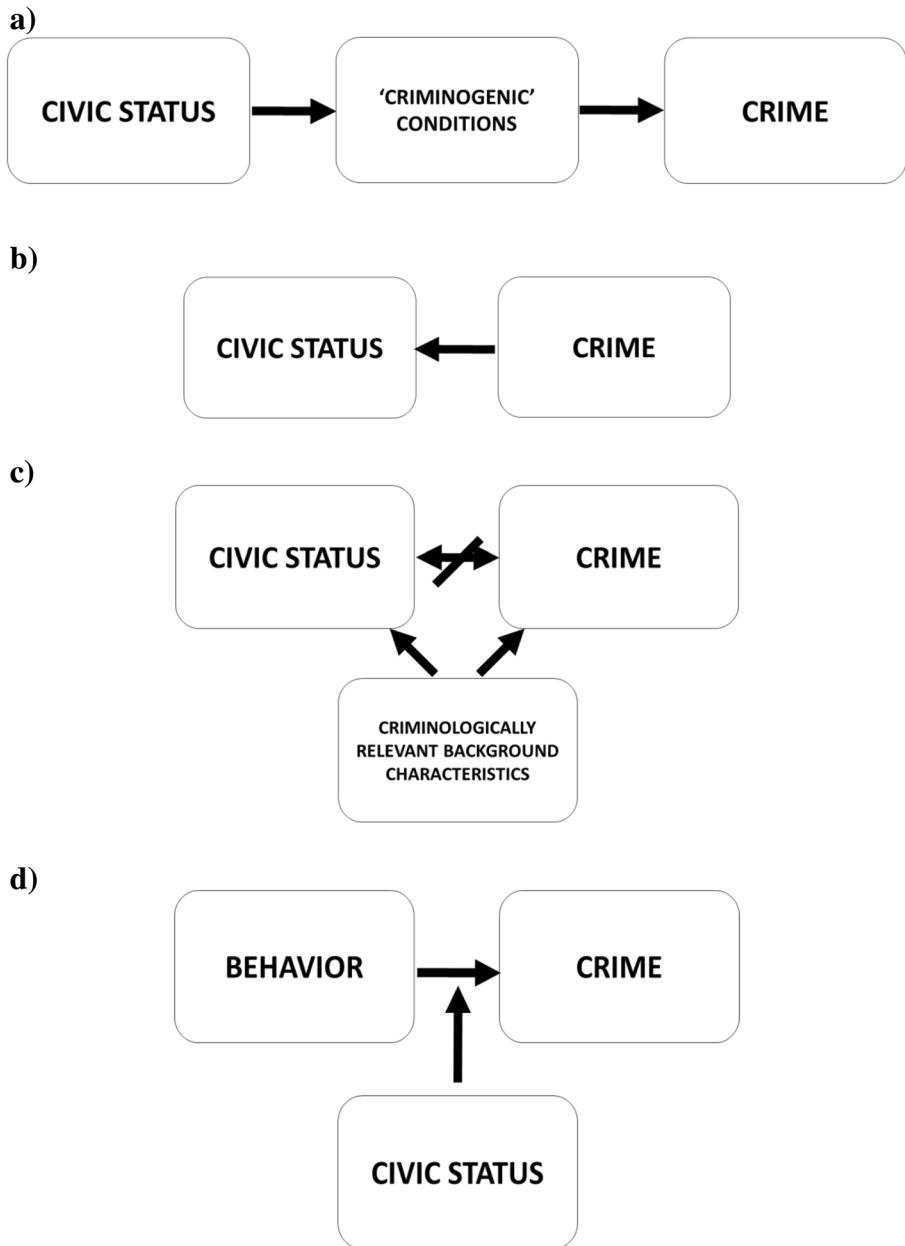 a)
CIVIC STATUS
‘CRIMINOGENIC’
CONDITIONS
CRIME
b)
CIVIC STATUS
CRIME
c)
CIVIC STATUS
CRIME
CRIMINOLOGICALLY
RELEVANT BACKGROUND
CHARACTERISTICS
d)
BEHAVIOR
CRIME
CIVIC STATUS